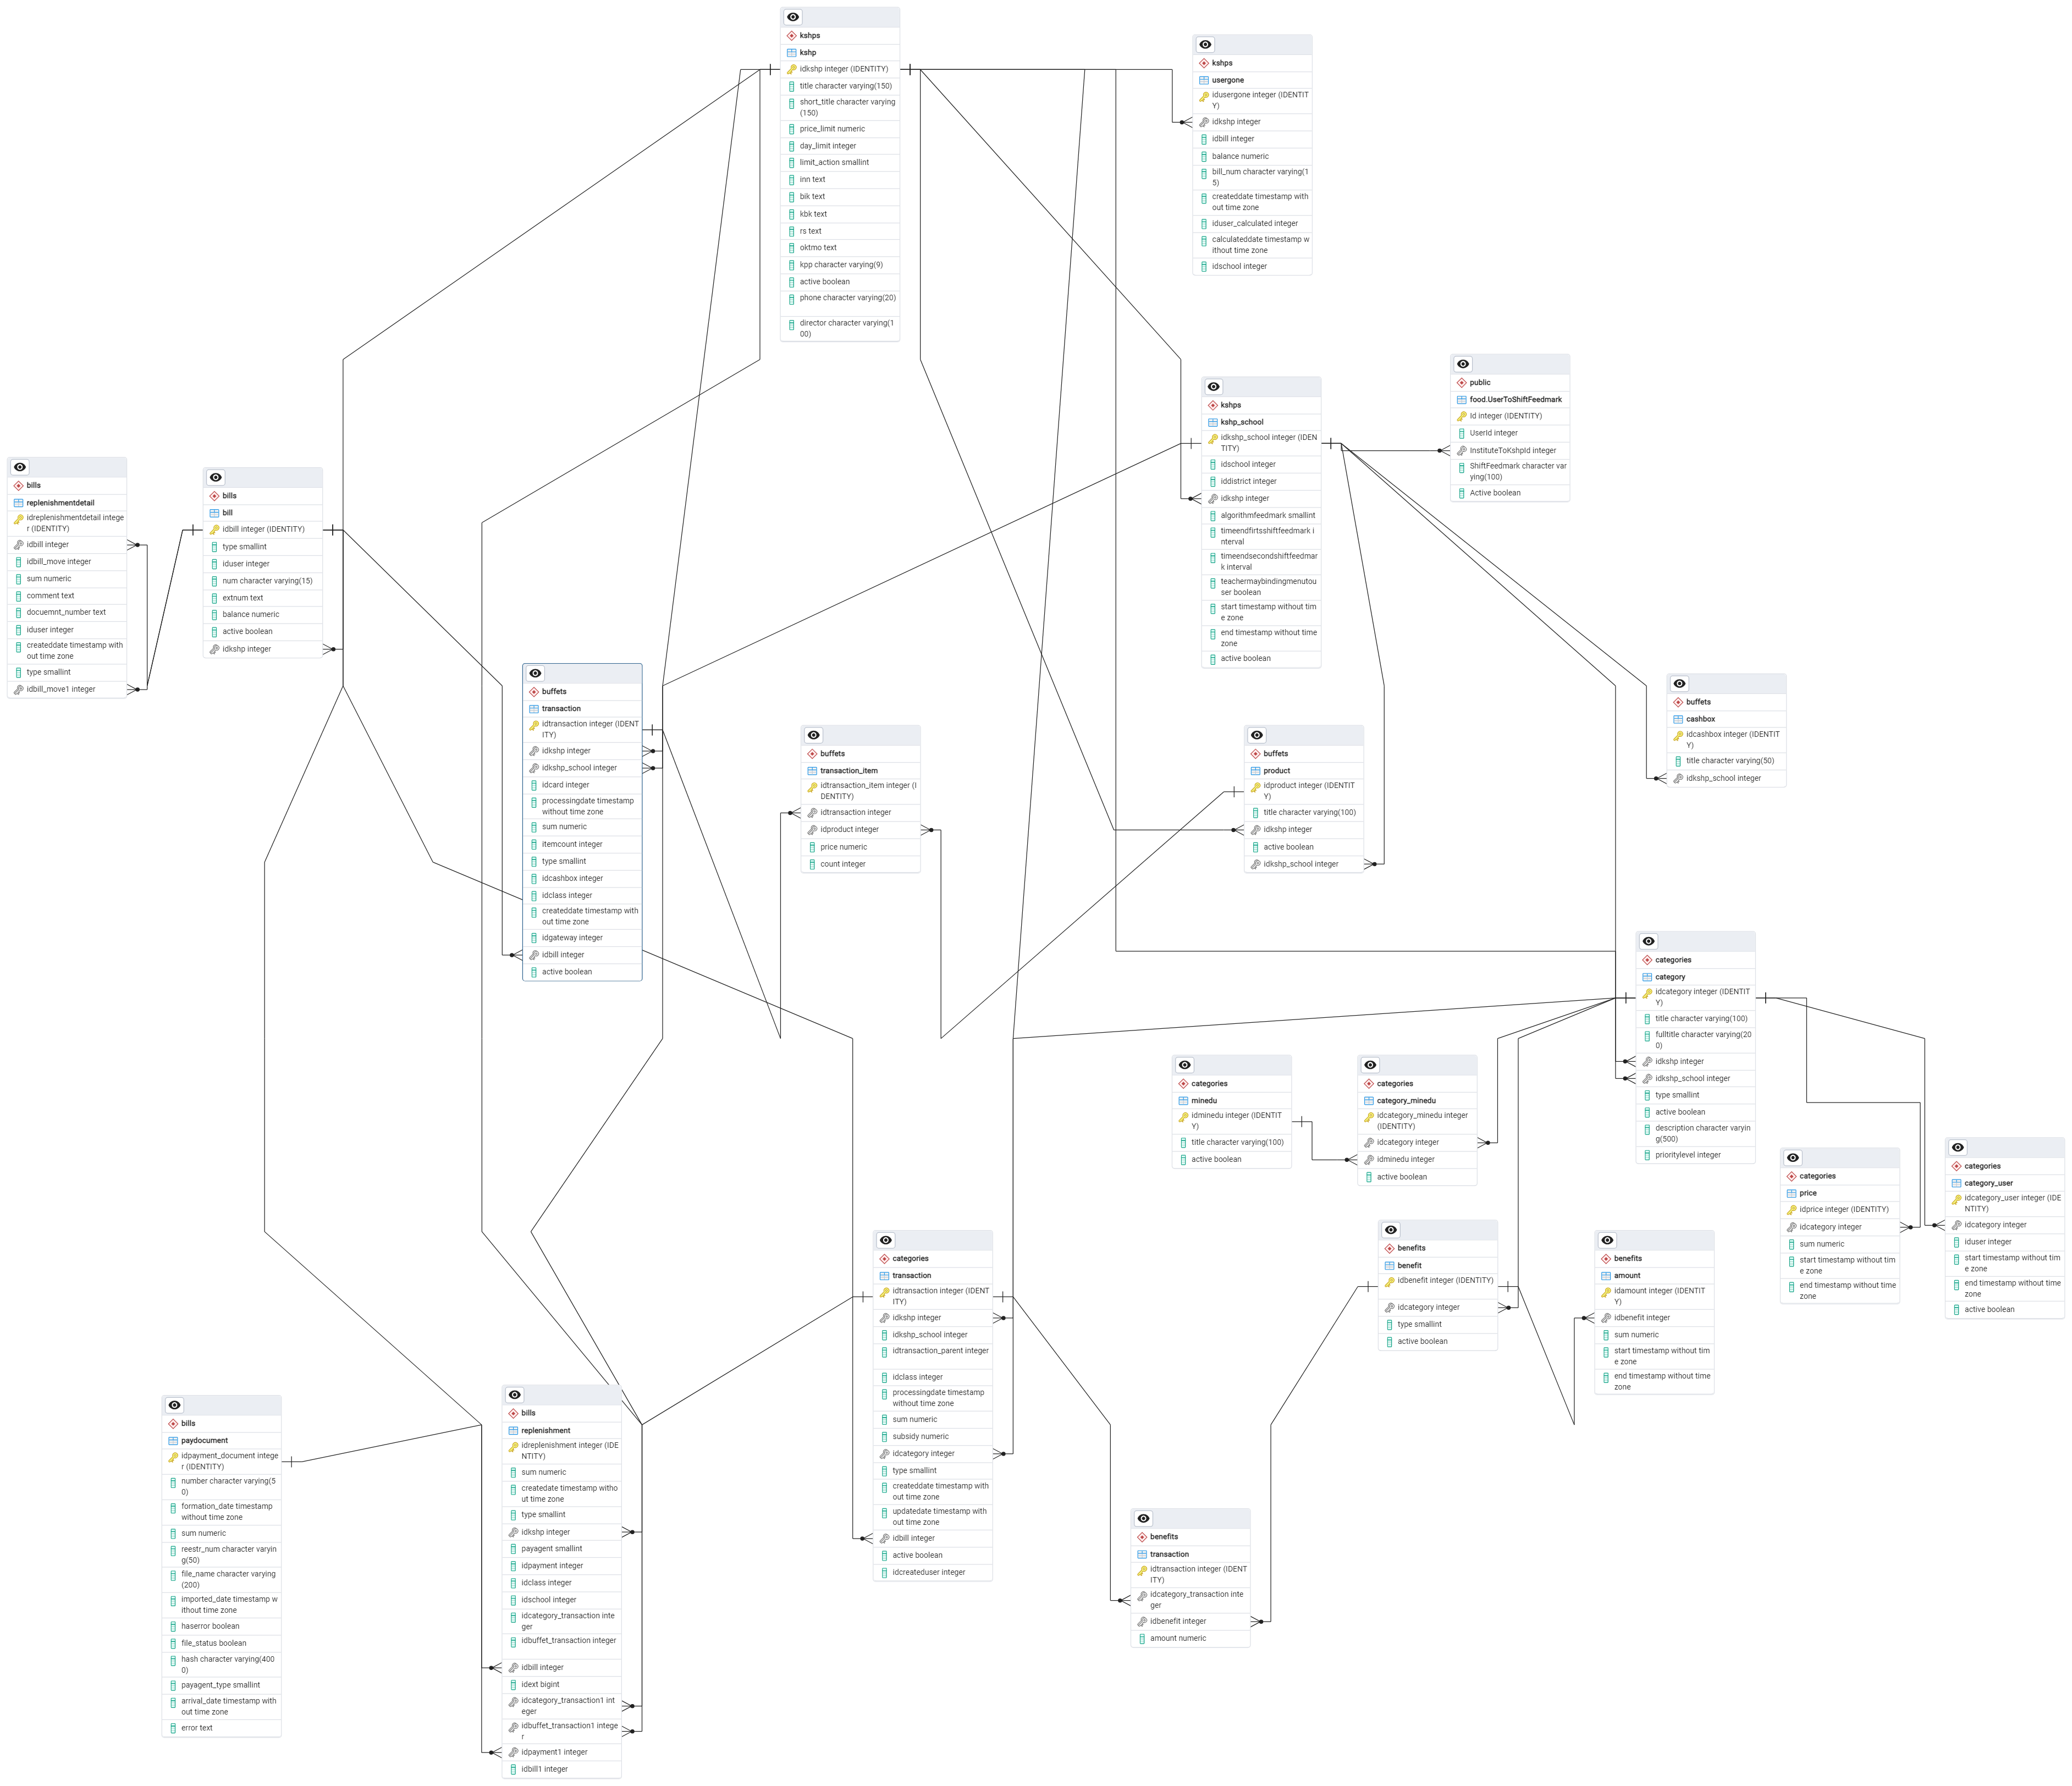 kshps
kshp
idkshp integer (IDENTITY)
title character varying(150)
short_title character varying
(150)
price_limit numeric
day_limit integer
limit_action smallint
inn text
bik text
kbk text
rs text
oktmo text
kpp character varying(9)
active boolean
phone character varying(20)
director character varying(1
00)
kshps
usergone
idusergone integer (IDENTIT
Y)
idkshp integer
idbill integer
balance numeric
bill_num character varying(1
5)
createddate timestamp with
out time zone
iduser_calculated integer
calculateddate timestamp w
ithout time zone
idschool integer
kshps
kshp_school
idkshp_school integer (IDEN
TITY)
idschool integer
iddistrict integer
idkshp integer
algorithmfeedmark smallint
timeendfirtsshiftfeedmark i
nterval
timeendsecondshiftfeedmar
k interval
teachermaybindingmenutou
ser boolean
start timestamp without tim
e zone
end timestamp without time
zone
active boolean
public
food.UserToShiftFeedmark
Id integer (IDENTITY)
UserId integer
InstituteToKshpId integer
ShiftFeedmark character var
ying(100)
Active boolean
bills
replenishmentdetail
idreplenishmentdetail intege
r (IDENTITY)
idbill integer
idbill_move integer
sum numeric
comment text
docuemnt_number text
iduser integer
createddate timestamp with
out time zone
type smallint
idbill_move1 integer
bills
bill
idbill integer (IDENTITY)
type smallint
iduser integer
num character varying(15)
extnum text
balance numeric
active boolean
idkshp integer
buffets
transaction
idtransaction integer (IDENT
ITY)
idkshp integer
idkshp_school integer
idcard integer
processingdate timestamp
without time zone
sum numeric
itemcount integer
type smallint
idcashbox integer
idclass integer
createddate timestamp with
out time zone
idgateway integer
idbill integer
active boolean
buffets
transaction_item
idtransaction_item integer (I
DENTITY)
idtransaction integer
idproduct integer
price numeric
count integer
buffets
product
idproduct integer (IDENTIT
Y)
title character varying(100)
idkshp integer
active boolean
idkshp_school integer
buffets
cashbox
idcashbox integer (IDENTIT
Y)
title character varying(50)
idkshp_school integer
categories
category
idcategory integer (IDENTIT
Y)
title character varying(100)
fulltitle character varying(20
0)
idkshp integer
idkshp_school integer
type smallint
active boolean
description character varyin
g(500)
prioritylevel integer
categories
minedu
idminedu integer (IDENTIT
Y)
title character varying(100)
active boolean
categories
category_minedu
idcategory_minedu integer
(IDENTITY)
idcategory integer
idminedu integer
active boolean
categories
price
idprice integer (IDENTITY)
idcategory integer
sum numeric
start timestamp without tim
e zone
end timestamp without time
zone
categories
category_user
idcategory_user integer (IDE
NTITY)
idcategory integer
iduser integer
start timestamp without tim
e zone
end timestamp without time
zone
active boolean
categories
transaction
idtransaction integer (IDENT
ITY)
idkshp integer
idkshp_school integer
idtransaction_parent integer
idclass integer
processingdate timestamp
without time zone
sum numeric
subsidy numeric
idcategory integer
type smallint
createddate timestamp with
out time zone
updatedate timestamp with
out time zone
idbill integer
active boolean
idcreateduser integer
benefits
benefit
idbenefit integer (IDENTITY)
idcategory integer
type smallint
active boolean
benefits
amount
idamount integer (IDENTIT
Y)
idbenefit integer
sum numeric
start timestamp without tim
e zone
end timestamp without time
zone
bills
paydocument
idpayment_document intege
r (IDENTITY)
number character varying(5
0)
formation_date timestamp
without time zone
sum numeric
reestr_num character varyin
g(50)
file_name character varying
(200)
imported_date timestamp w
ithout time zone
haserror boolean
file_status boolean
hash character varying(400
0)
payagent_type smallint
arrival_date timestamp with
out time zone
error text
bills
replenishment
idreplenishment integer (IDE
NTITY)
sum numeric
createdate timestamp witho
ut time zone
type smallint
idkshp integer
payagent smallint
idpayment integer
idclass integer
idschool integer
idcategory_transaction inte
ger
idbuffet_transaction integer
idbill integer
idext bigint
idcategory_transaction1 int
eger
idbuffet_transaction1 intege
r
idpayment1 integer
idbill1 integer
benefits
transaction
idtransaction integer (IDENT
ITY)
idcategory_transaction inte
ger
idbenefit integer
amount numeric